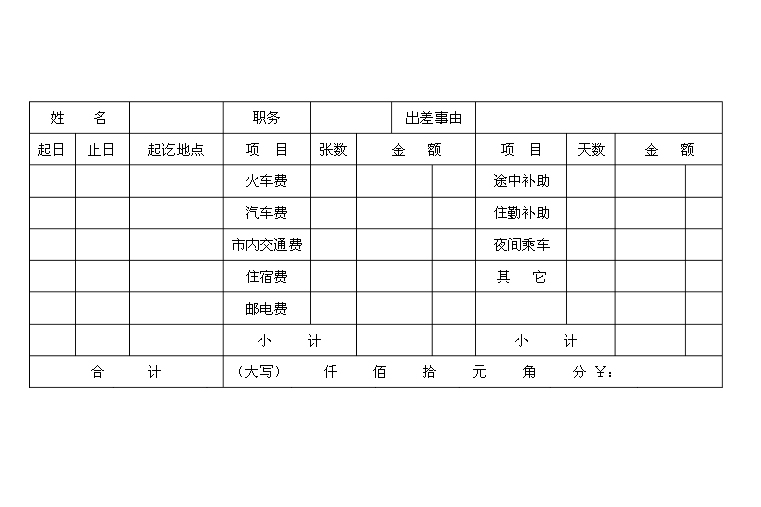 姓 名 职务 出差事由
起日 止日 起讫地点 项 目 张数 金 额 项 目 天数 金 额
火车费 途中补助
汽车费 住勤补助
市内交通费 夜间乘车
住宿费 其 它
邮电费
小 计 小 计
合 计 （大写） 仟 佰 拾 元 角 分 ￥：